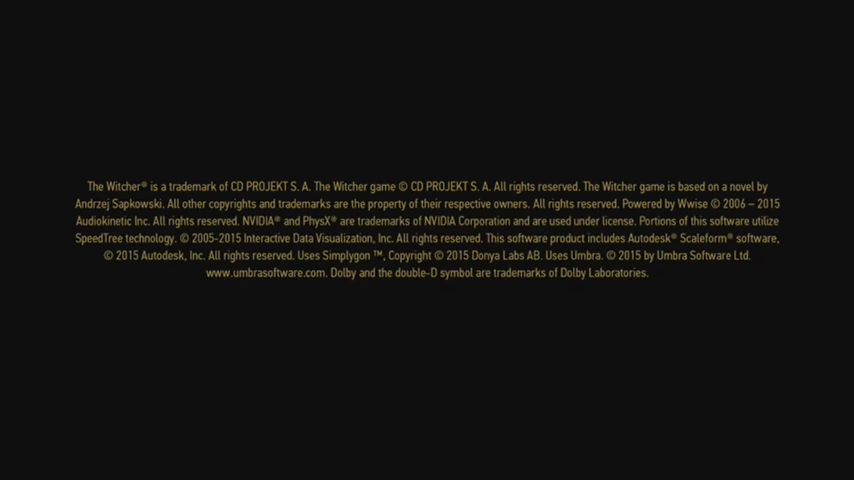 The Witcher® is a trademark of CD PROJEKT S. A. The Witcher game © CD PROJEKT S. A. All rights reserved. The Witcher game is based on a novel by
Andrzej Sapkowski. All other copyrights and trademarks are the property of their respective owners. All rights reserved. Powered by Wwise © 2006 – 2015
Audiokinetic Inc. All rights reserved. NVIDIA® and PhysX® are trademarks of NVIDIA Corporation and are used under license. Portions of this software utilize
SpeedTree technology. © 2005-2015 Interactive Data Visualization, Inc. All rights reserved. This software product includes Autodesk® Scaleform® software,
© 2015 Autodesk, Inc. All rights reserved. Uses Simplygon ™, Copyright © 2015 Donya Labs AB. Uses Umbra. © 2015 by Umbra Software Ltd.
www.umbrasoftware.com. Dolby and the double-D symbol are trademarks of Dolby Laboratories.